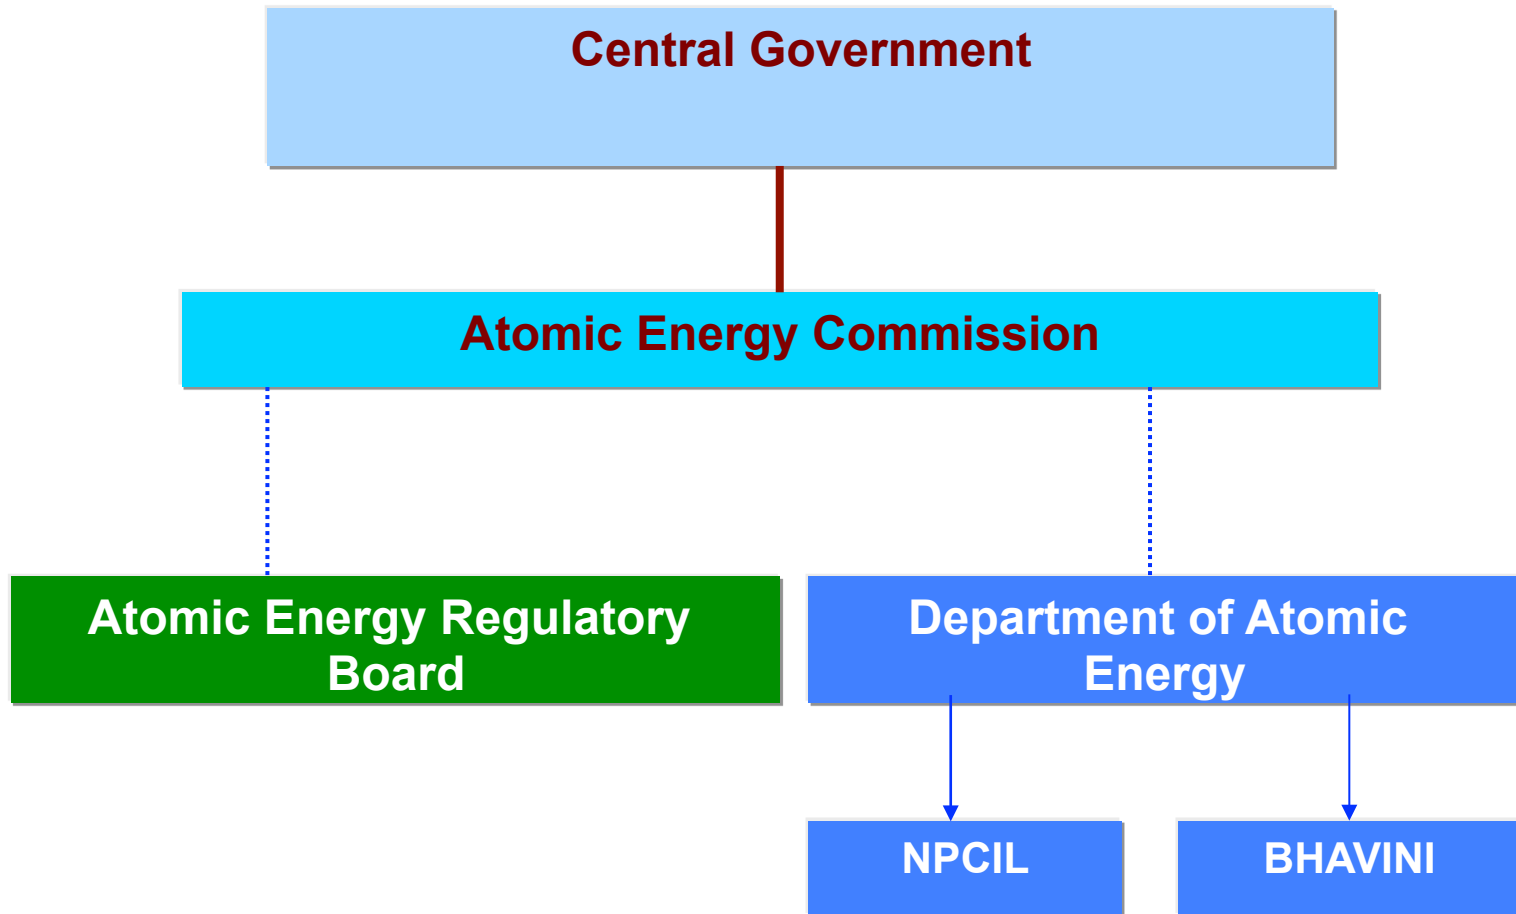 Central Government
Atomic Energy Commission
Atomic Energy Regulatory
Board
Department of Atomic
Energy
NPCIL
BHAVINI